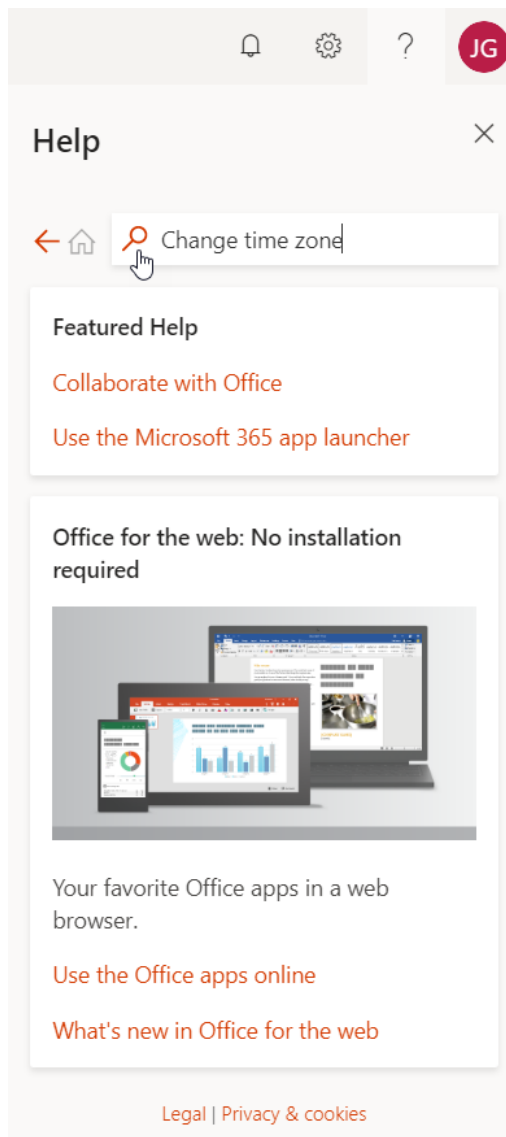 JG
Help
Change time zone
Featured Help
Collaborate with Office
Use the Microsoft 365 app launcher
Office for the web: No installation
required
Your favorite Office apps in a web
browser.
Use the Office apps online
What's new in Office for the web
Legal | Privacy & cookies